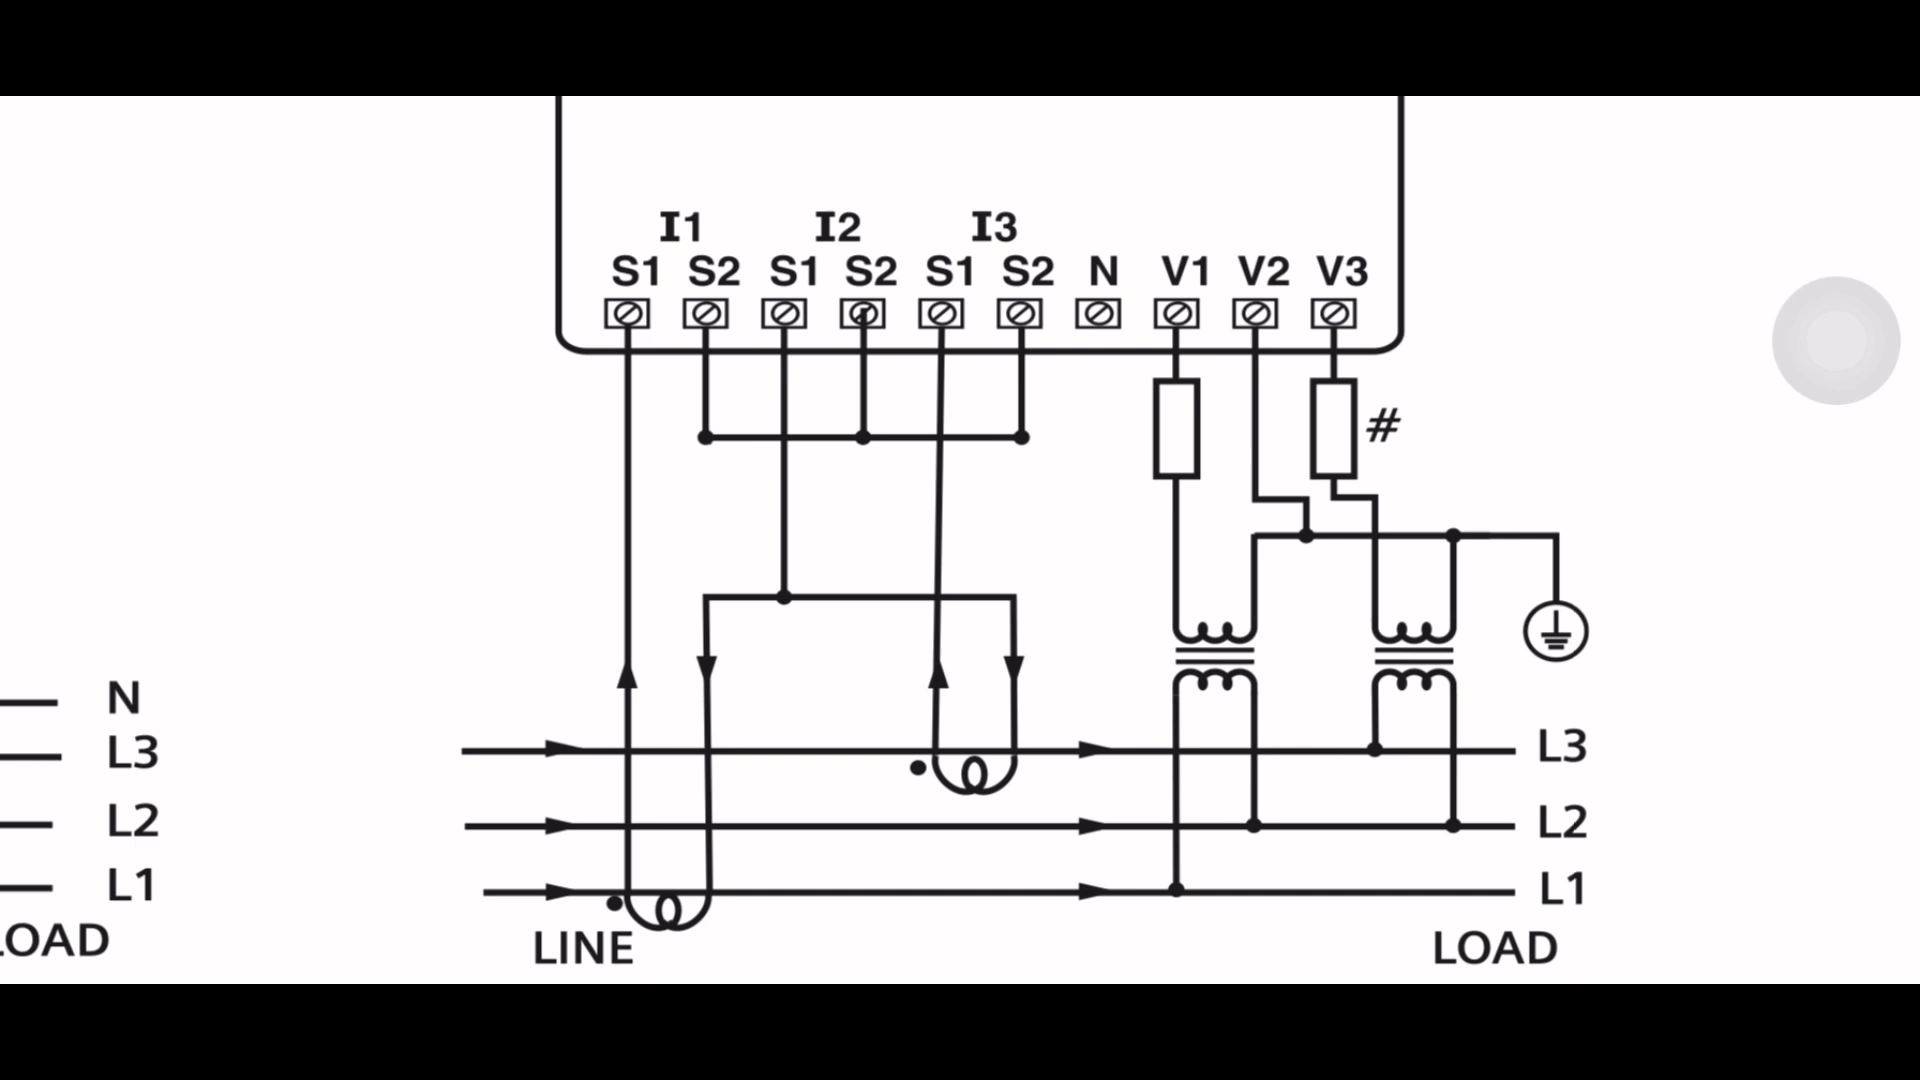 I1 I2 I3
S1 S2 S1 S2 S1 S2 N V1 V2 V3
#
N
L3 L3
L2 L2
L1 L1
LOAD LINE LOAD